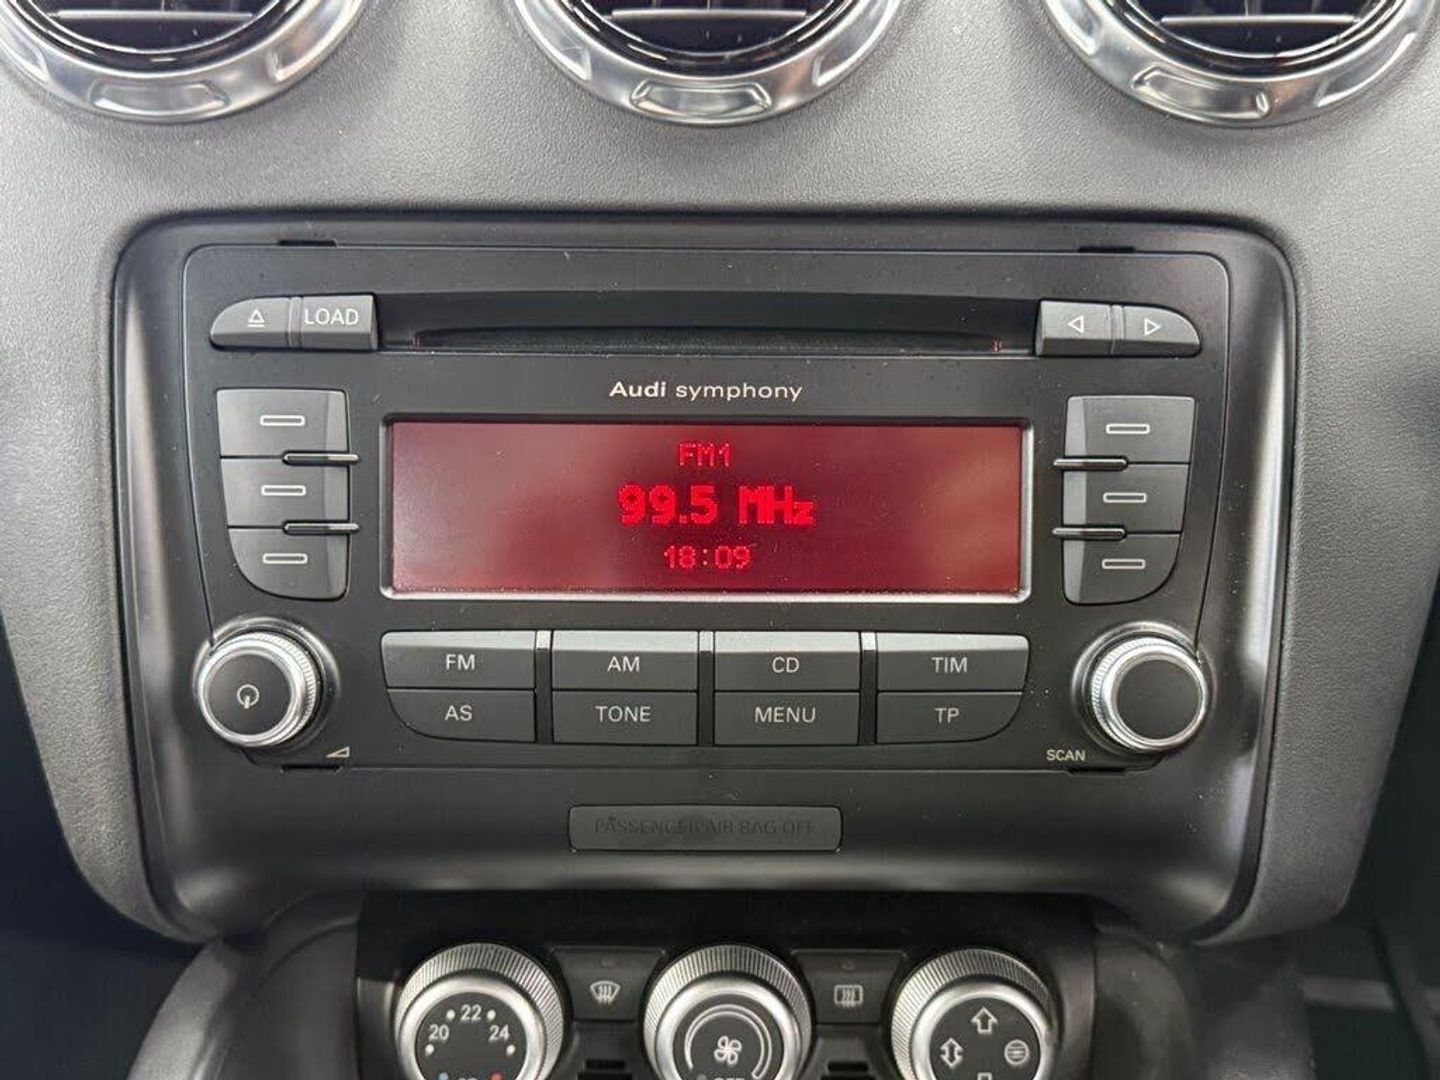 LOAD
Audi symphony
FM1
99.5 MHz
18:09
FM AM CD TIM
AS TONE MENU TP
SCAN
PASSENGER AIR BAG OFF
22
20 24